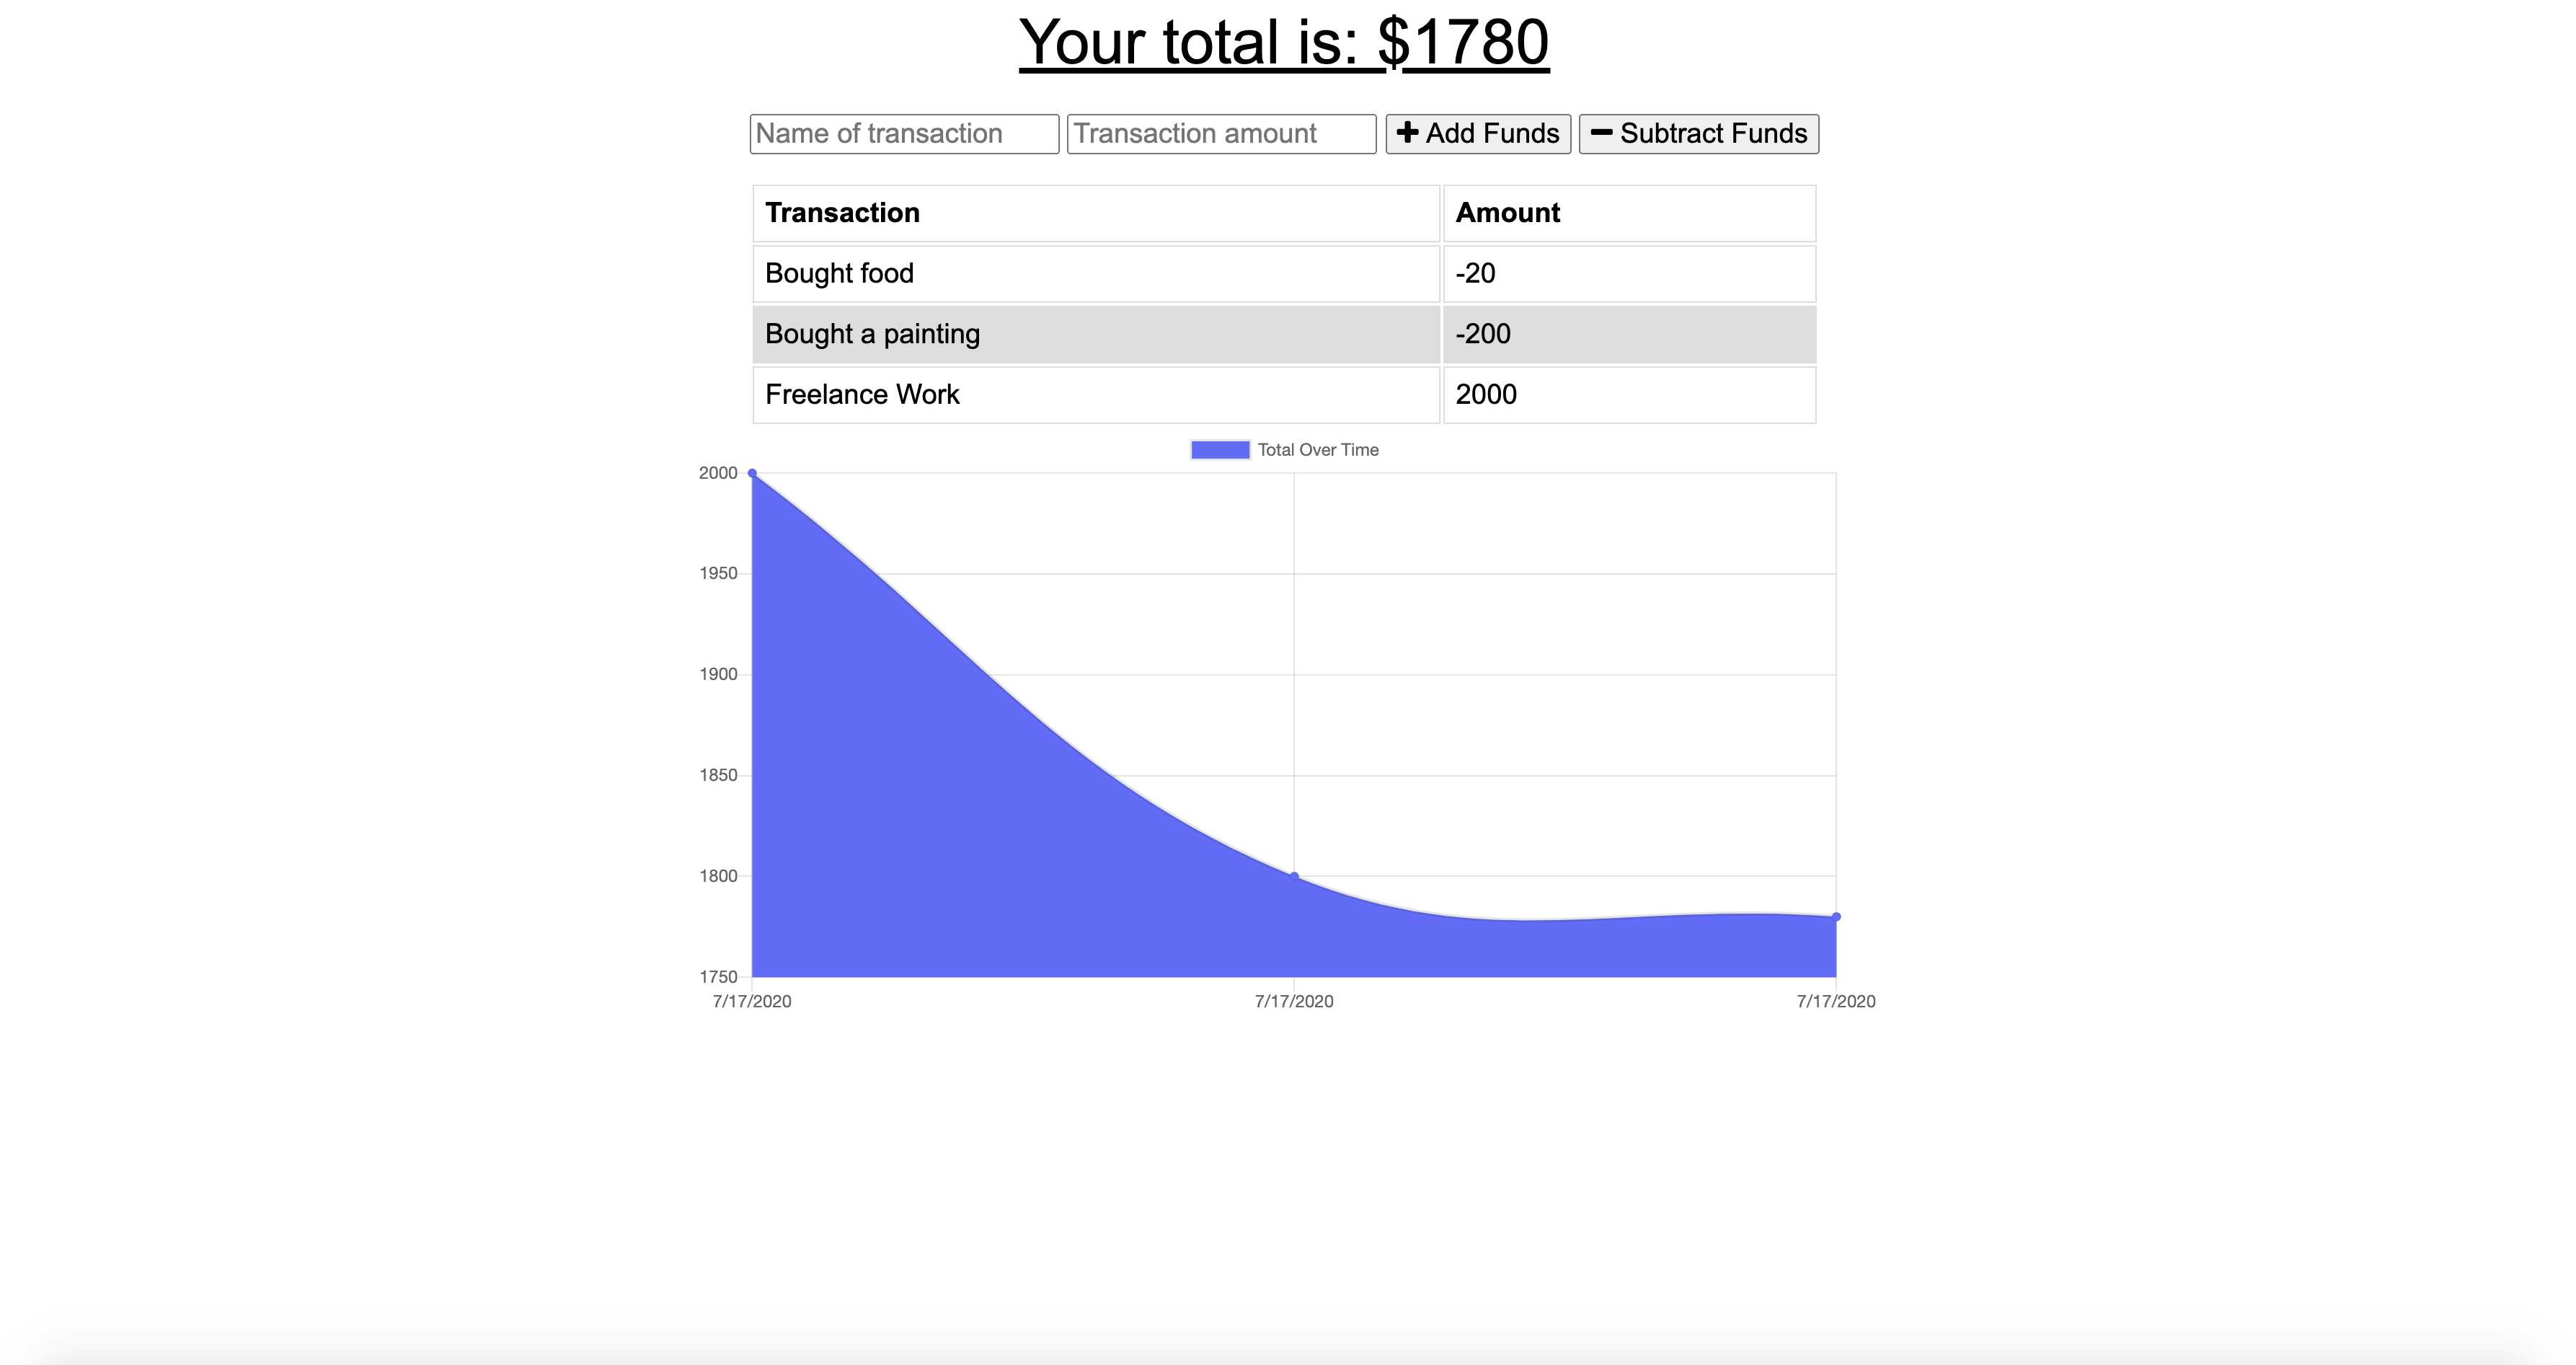 Your total is: $1780
Name of transaction Transaction amount + Add Funds − Subtract Funds
Transaction Amount
Bought food -20
Bought a painting -200
Freelance Work 2000
Total Over Time
2000
1950
1900
1850
1800
1750
7/17/2020 7/17/2020 7/17/2020